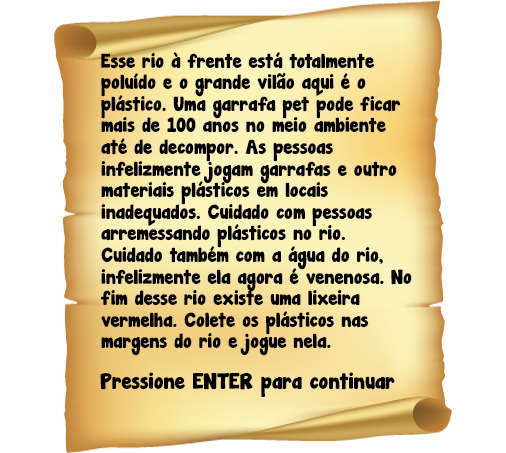 Esse rio à frente está totalmente
poluído e o grande vilão aqui é o
plástico. Uma garrafa pet pode ficar
mais de 100 anos no meio ambiente
até de decompor. As pessoas
infelizmente jogam garrafas e outro
materiais plásticos em locais
inadequados. Cuidado com pessoas
arremessando plásticos no rio.
Cuidado também com a água do rio,
infelizmente ela agora é venenosa. No
fim desse rio existe uma lixeira
vermelha. Colete os plásticos nas
margens do rio e jogue nela.
Pressione ENTER para continuar